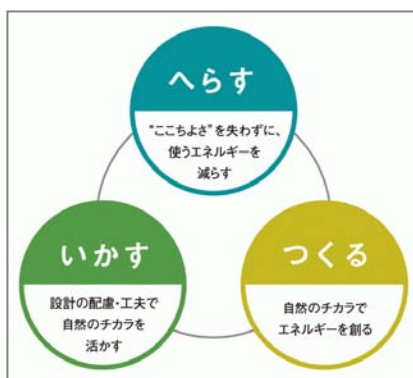 へらす
“ここちよさ”を失わずに、
使うエネルギーを
減らす
いかす
設計の配慮・工夫で
自然のチカラを
活かす
つくる
自然のチカラで
エネルギーを創る